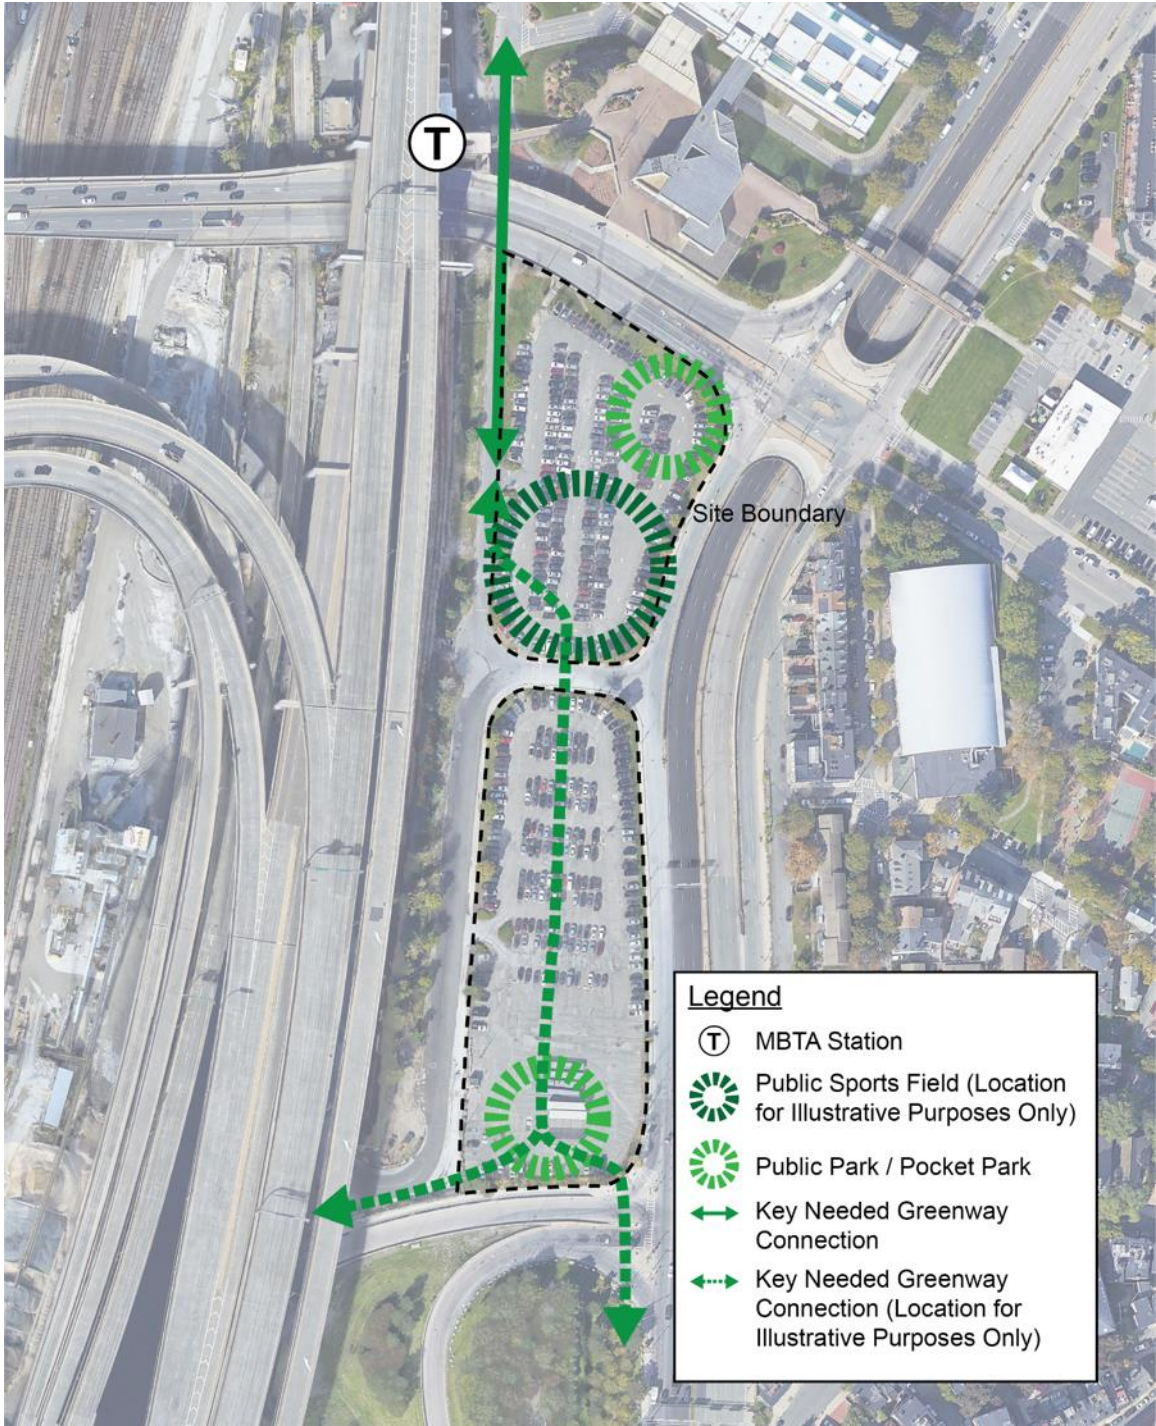 T
Site Boundary
Legend
T MBTA Station
Public Sports Field (Location
for Illustrative Purposes Only)
Public Park / Pocket Park
Key Needed Greenway
Connection
Key Needed Greenway
Connection (Location for
Illustrative Purposes Only)